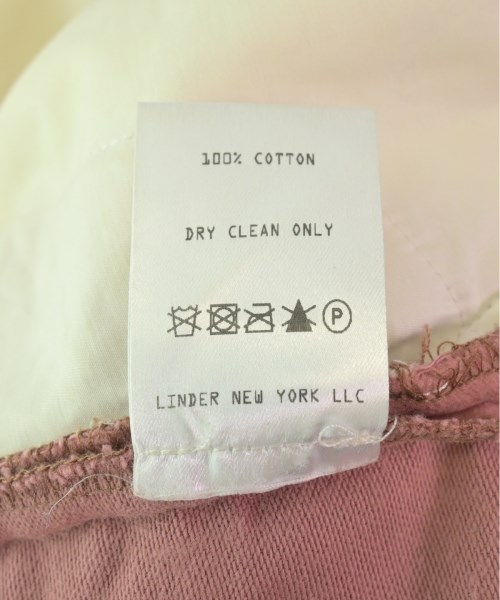 100% COTTON
DRY CLEAN ONLY
P
LINDER NEW YORK LLC